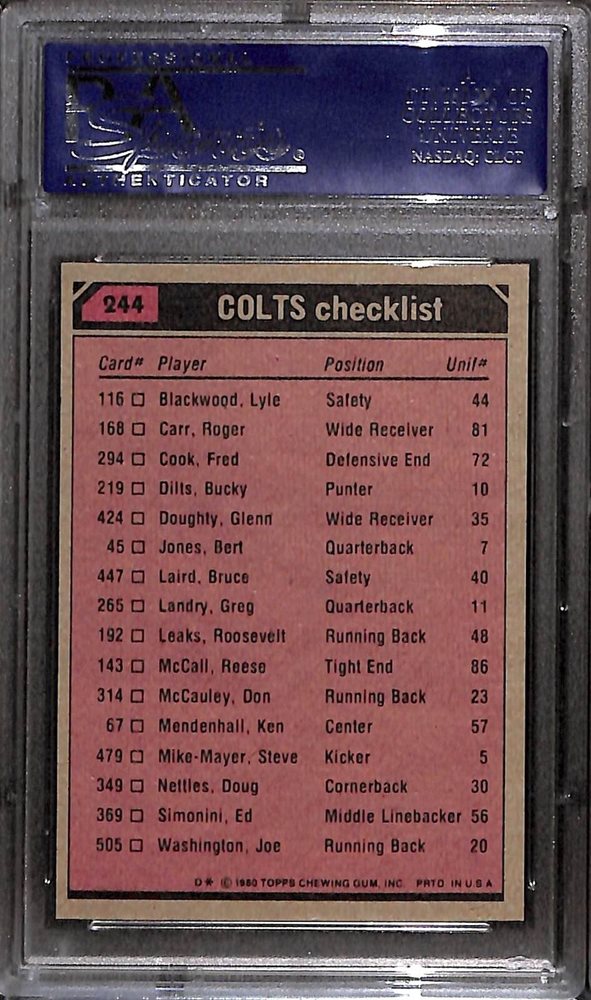 PROFESSIONAL
PSA
AUTHENTICATOR
A
DIVISION OF
COLLECTORS
UNIVERSE
NASDAQ: CLCT
244 COLTS checklist
Card# Player Position Unif#
116 □ Blackwood, Lyle Safety 44
168 □ Carr, Roger Wide Receiver 81
294 □ Cook, Fred Defensive End 72
219 □ Dilts, Bucky Punter 10
424 □ Doughty, Glenn Wide Receiver 35
45 □ Jones, Bert Quarterback 7
447 □ Laird, Bruce Safety 40
265 □ Landry, Greg Quarterback 11
192 □ Leaks, Roosevelt Running Back 48
143 □ McCall, Reese Tight End 86
314 □ McCauley, Don Running Back 23
67 □ Mendenhall, Ken Center 57
479 □ Mike-Mayer, Steve Kicker 5
349 □ Nettles, Doug Cornerback 30
369 □ Simonini, Ed Middle Linebacker 56
505 □ Washington, Joe Running Back 20
D* © 1980 TOPPS CHEWING GUM, INC. PRTD IN U S A